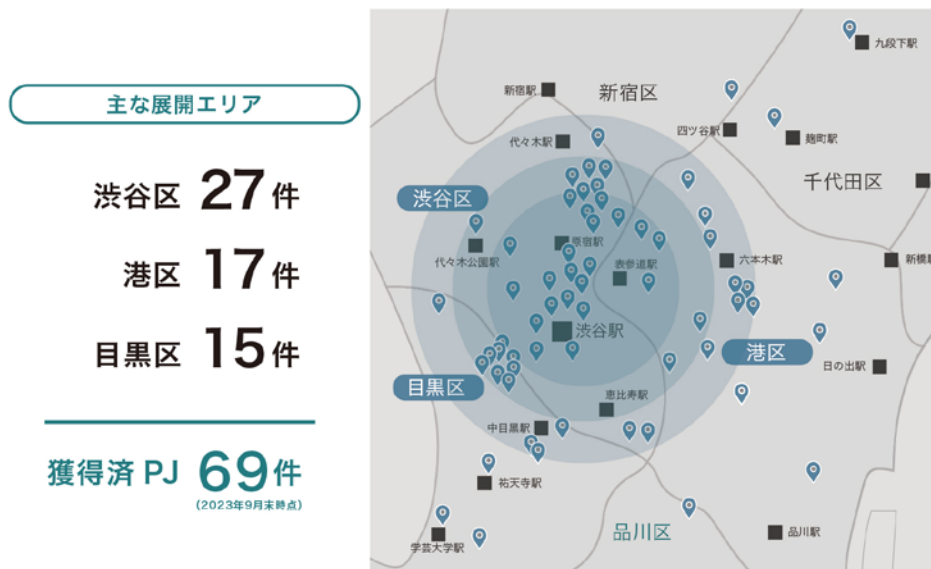 主な展開エリア
渋谷区 27件
港区 17件
目黒区 15件
獲得済PJ 69件
(2023年9月末時点)
九段下駅
新宿駅
新宿区
四ツ谷駅
麹町駅
代々木駅
千代田区
渋谷区
原宿駅
代々木公園駅
表参道駅
六本木駅
新橋駅
渋谷駅
港区
日の出駅
目黒区
恵比寿駅
中目黒駅
祐天寺駅
品川区
品川駅
学芸大学駅